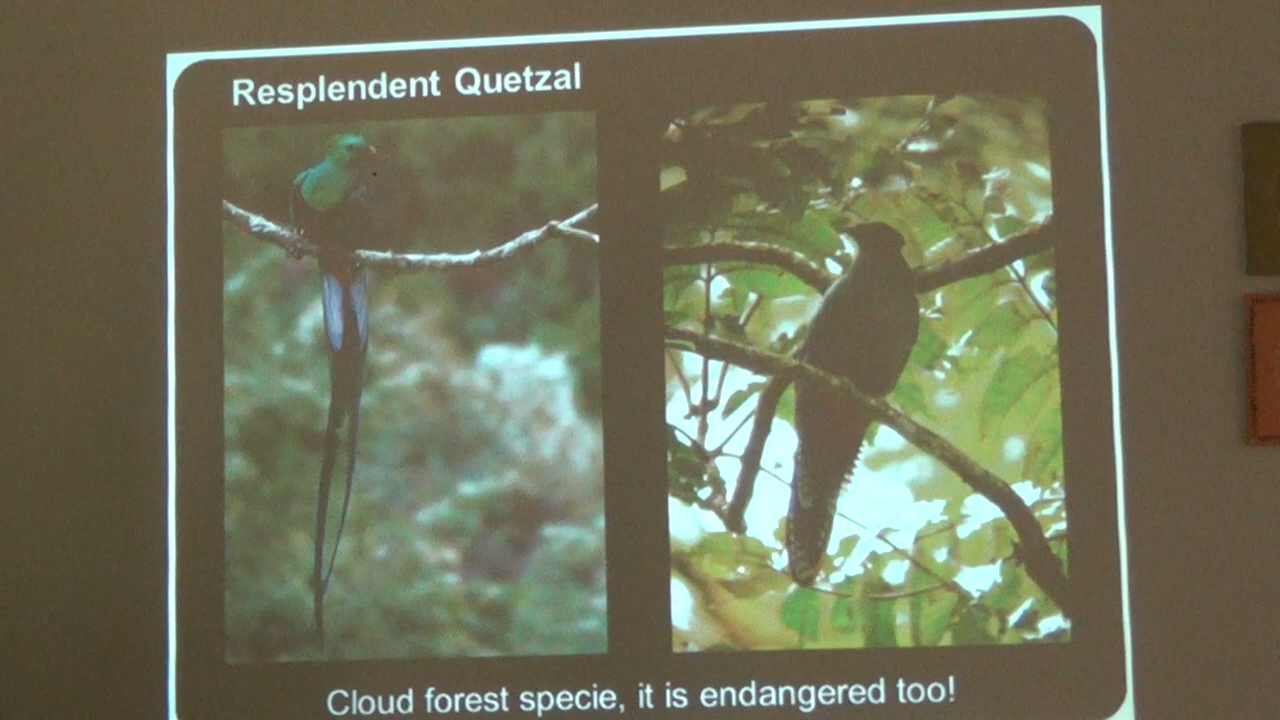 Resplendent Quetzal
Cloud forest specie, it is endangered too!